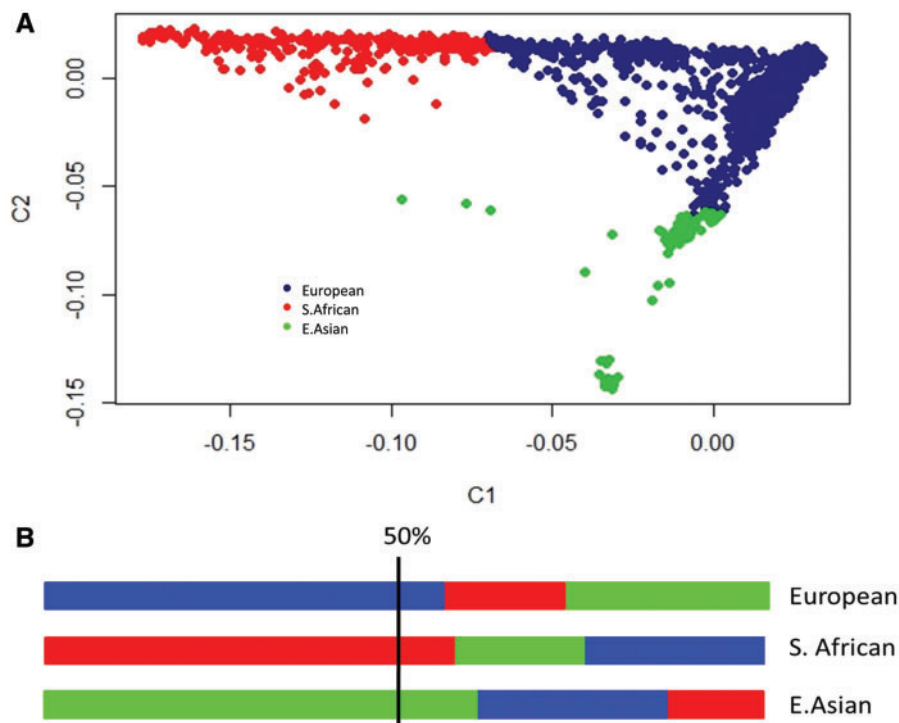 A
0.00
-0.05
-0.10
-0.15
C2
European
S.African
E.Asian
-0.15 -0.10 -0.05 0.00
C1
B
50%
European
S. African
E.Asian